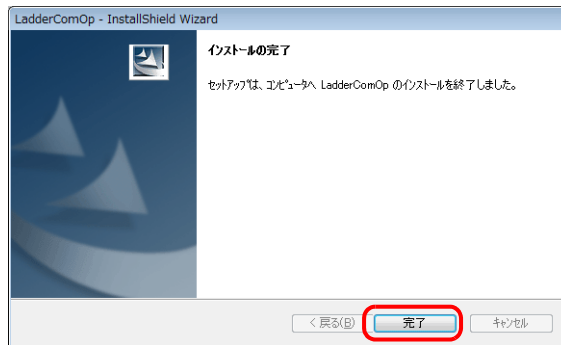 LadderComOp - InstallShield Wizard
インストールの完了
セットアップは、コンピュータへ LadderComOp のインストールを終了しました。
< 戻る(B)
完了
キャンセル